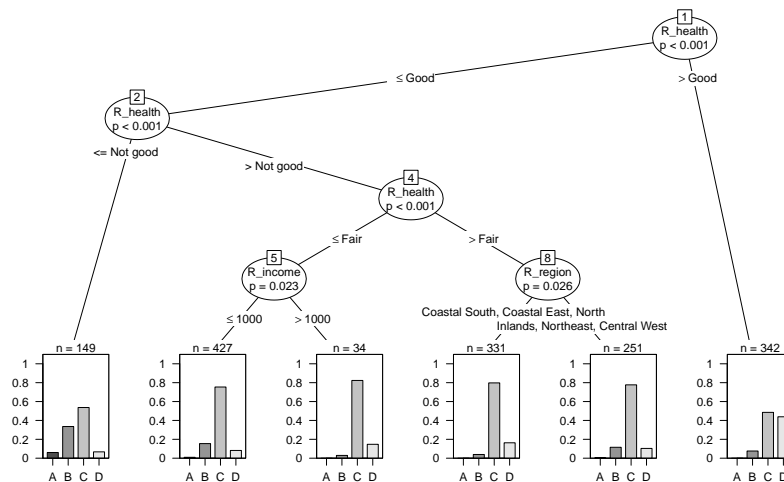 1
R_health
p < 0.001
≤ Good
> Good
2
R_health
p < 0.001
<= Not good
> Not good
4
R_health
p < 0.001
≤ Fair
> Fair
5
R_income
p = 0.023
≤ 1000
> 1000
8
R_region
p = 0.026
Coastal South, Coastal East, North
Inlands, Northeast, Central West
n = 149
1
0.8
0.6
0.4
0.2
0
A B C D
n = 427
1
0.8
0.6
0.4
0.2
0
A B C D
n = 34
1
0.8
0.6
0.4
0.2
0
A B C D
n = 331
1
0.8
0.6
0.4
0.2
0
A B C D
n = 251
1
0.8
0.6
0.4
0.2
0
A B C D
n = 342
1
0.8
0.6
0.4
0.2
0
A B C D